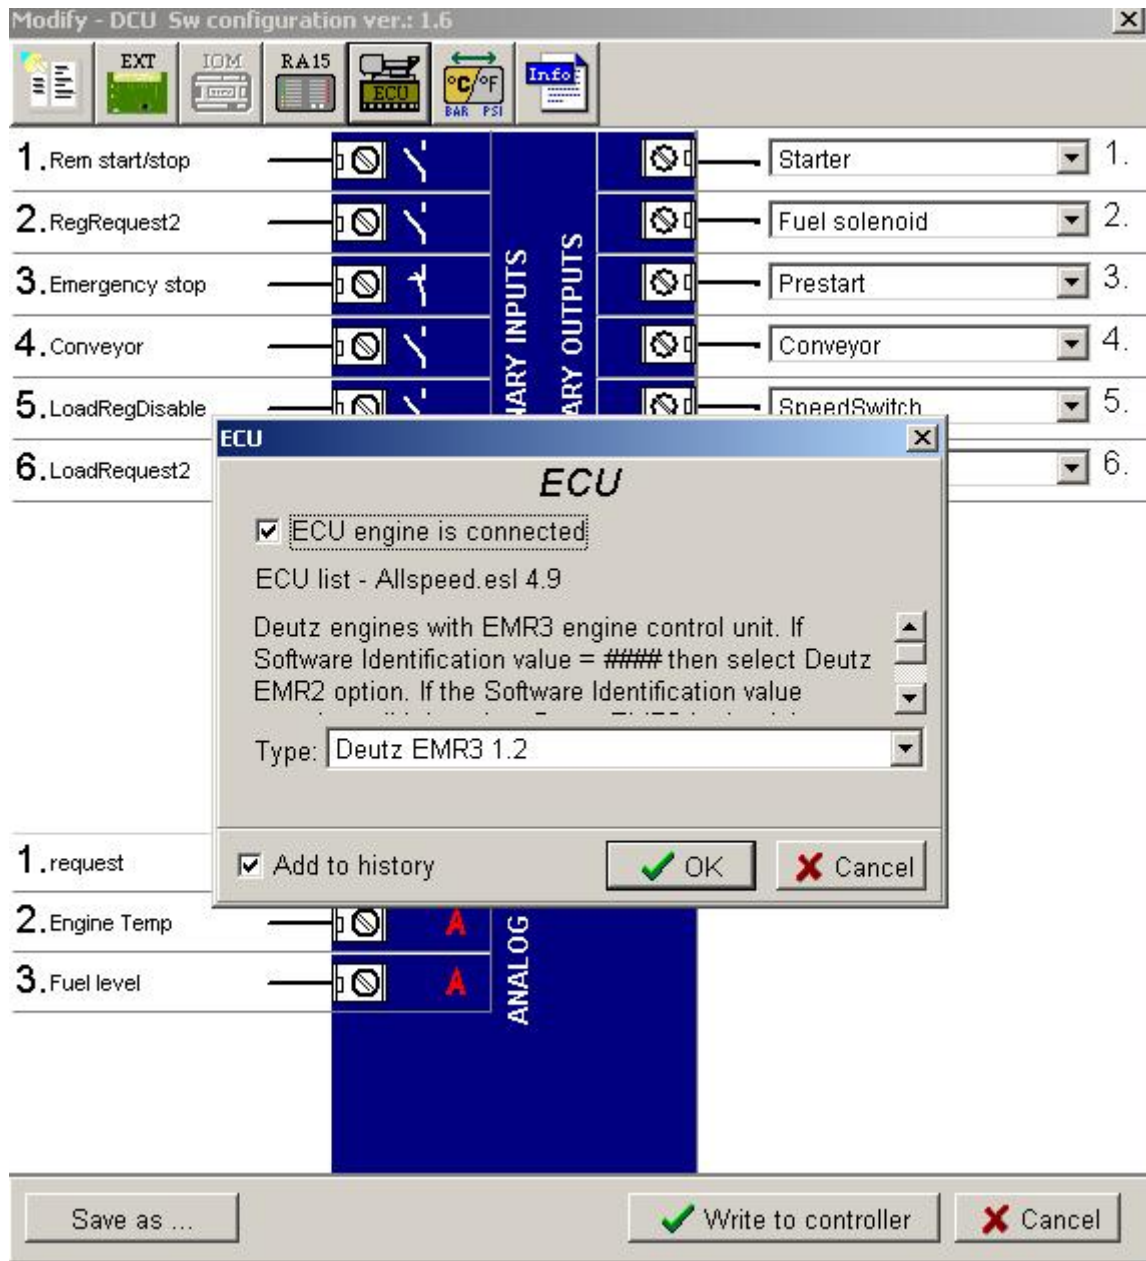 Modify - DCU Sw configuration ver.: 1.6
EXT
IOM
RA15
ECU
°C/°F
BAR PSI
Info
1. Rem start/stop
Starter 1.
2. RegRequest2
Fuel solenoid 2.
3. Emergency stop
Prestart 3.
4. Conveyor
Conveyor 4.
5. LoadRegDisable
SpeedSwitch 5.
6. LoadRequest2
6.
OUTPUTS
INPUTS
ECU
ECU
ECU engine is connected
ECU list - Allspeed.esl 4.9
Deutz engines with EMR3 engine control unit. If
Software Identification value = #### then select Deutz
EMR2 option. If the Software Identification value
Type: Deutz EMR3 1.2
Add to history
OK
Cancel
1. request
2. Engine Temp
A
3. Fuel level
A
ANALOG
Save as ...
Write to controller
Cancel